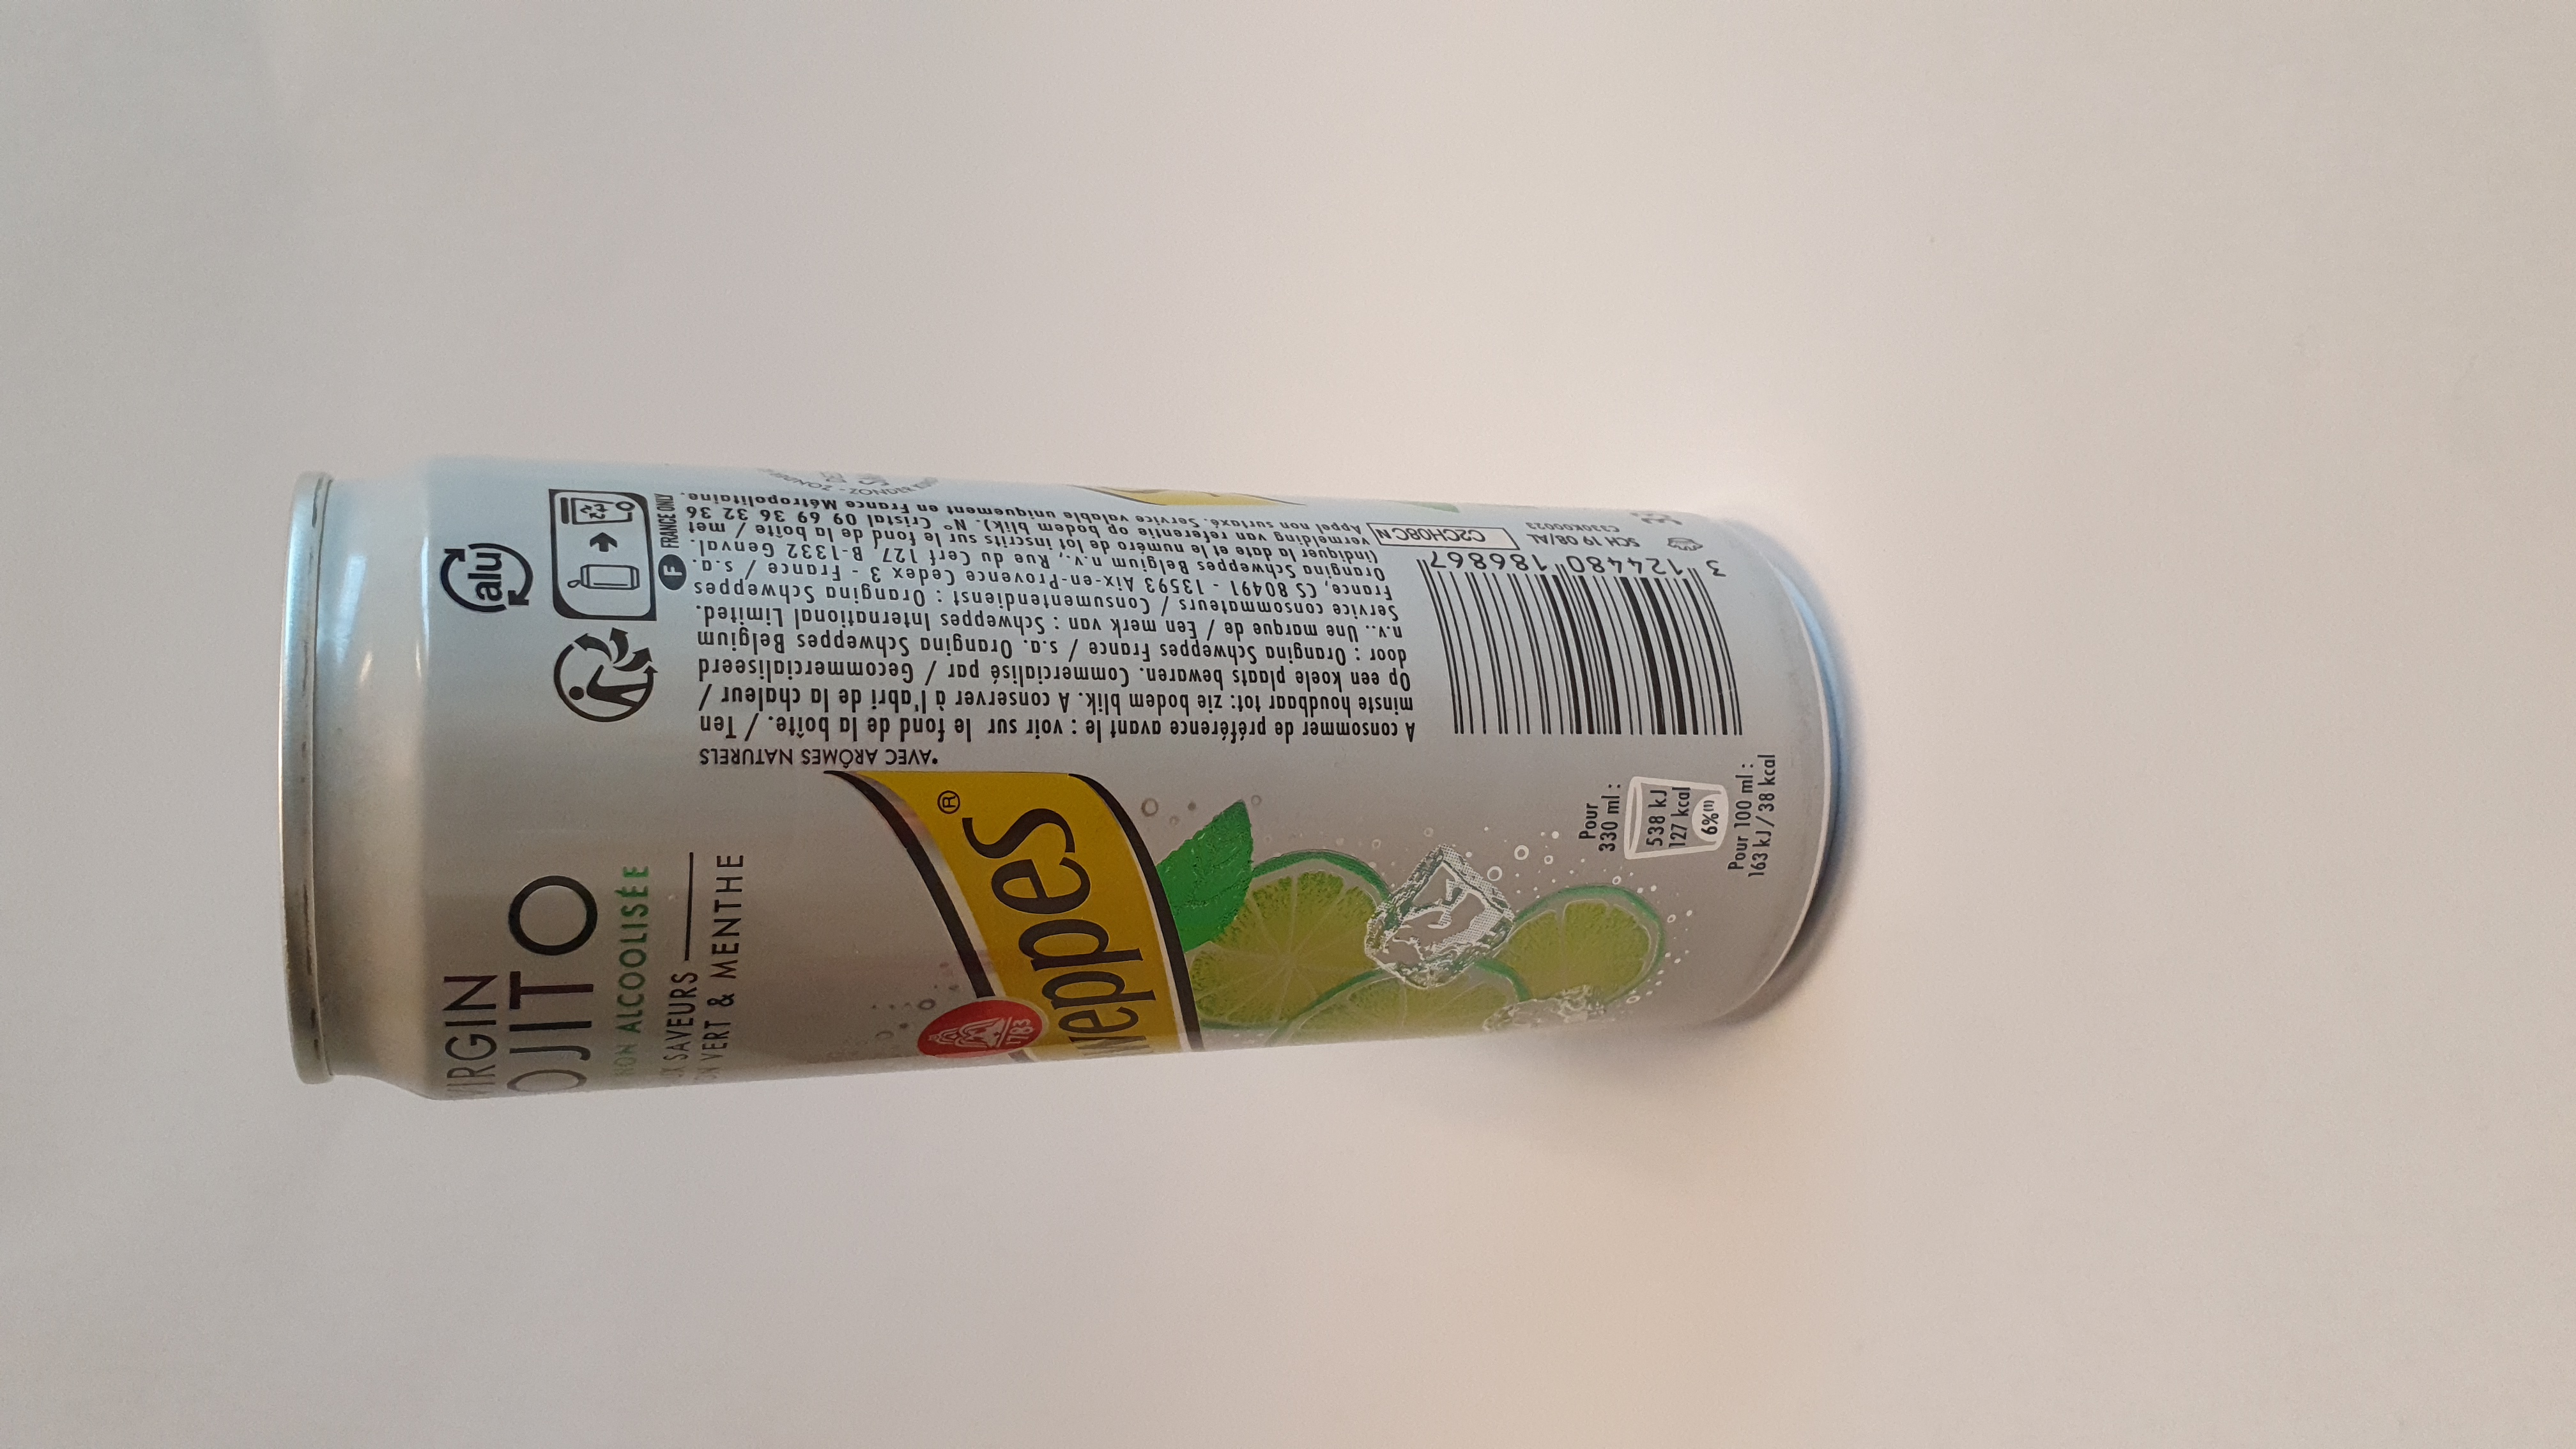 VIRGIN
OJITO
NON ALCOOLISÉE
SAVEURS
VERT & MENTHE
1783
weppes®
Pour
330 ml :
538 kJ
127 kcal
6%(1)
Pour 100 ml :
163 kJ / 38 kcal
alu
F FRANCE ONLY
*AVEC ARÔMES NATURELS
A consommer de préférence avant le : voir sur le fond de la boîte. / Ten
minste houdbaar tot: zie bodem blik. A conserver à l'abri de la chaleur /
Op een koele plaats bewaren. Commercialisé par / Gecommercialiseerd
door : Orangina Schweppes France / s.a. Orangina Schweppes Belgium
n.v.. Une marque de / Een merk van : Schweppes International Limited.
Service consommateurs / Consumentendienst : Orangina Schweppes
France, CS 80491 - 13593 Aix-en-Provence Cedex 3 - France / s.a.
Orangina Schweppes Belgium n.v., Rue du Cerf 127, B-1332 Genval.
(indiquer la date et le numéro de lot inscrits sur le fond de la boîte / met
vermelding van referentie op bodem blik). N° Cristal 09 69 36 32 36
Appel non surtaxé. Service valable uniquement en France Métropolitaine.
3 124480 186867
C2CH08CN
SCH 19 08/AL
C330K00023